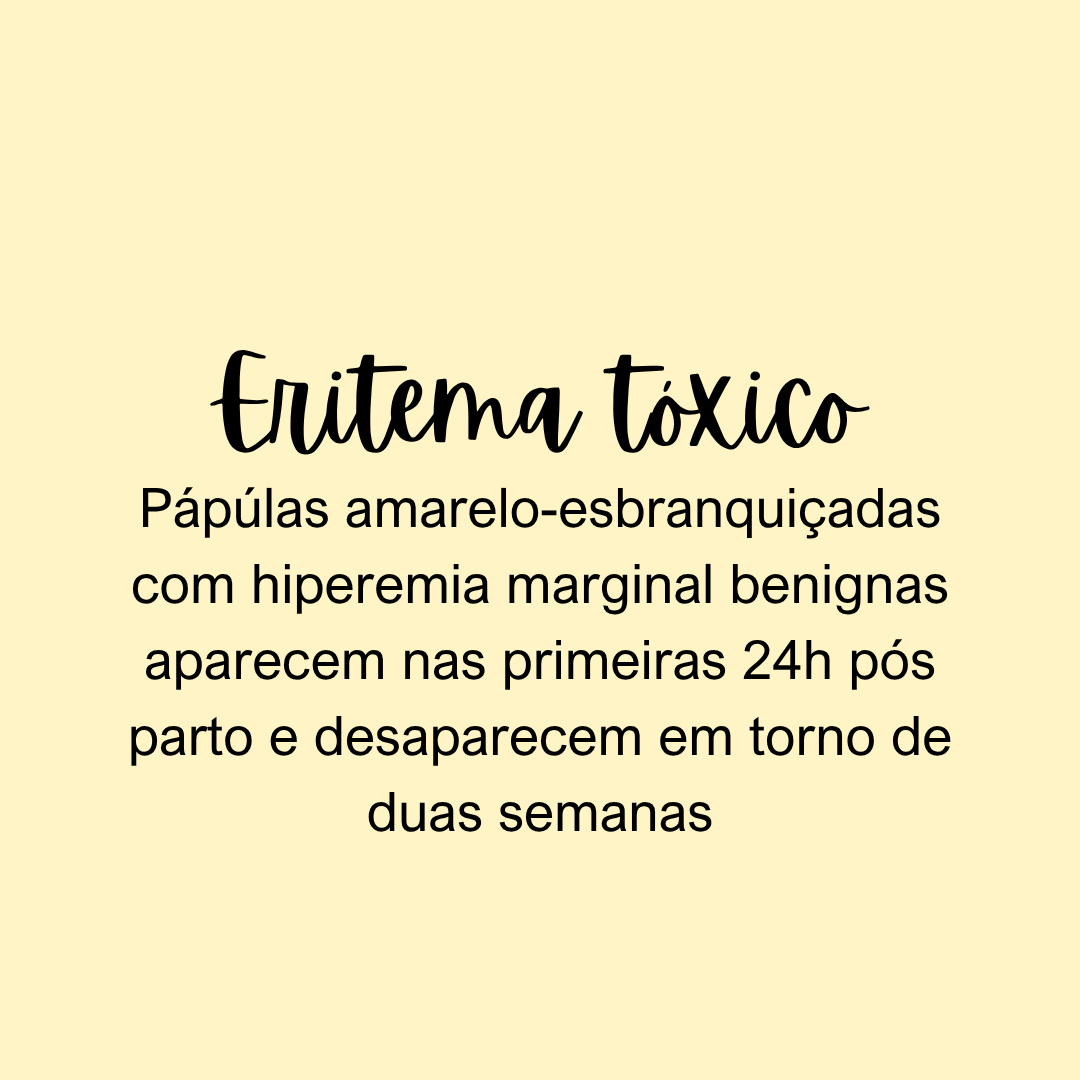 Eritema tóxico
Pápúlas amarelo-esbranquiçadas
com hiperemia marginal benignas
aparecem nas primeiras 24h pós
parto e desaparecem em torno de
duas semanas